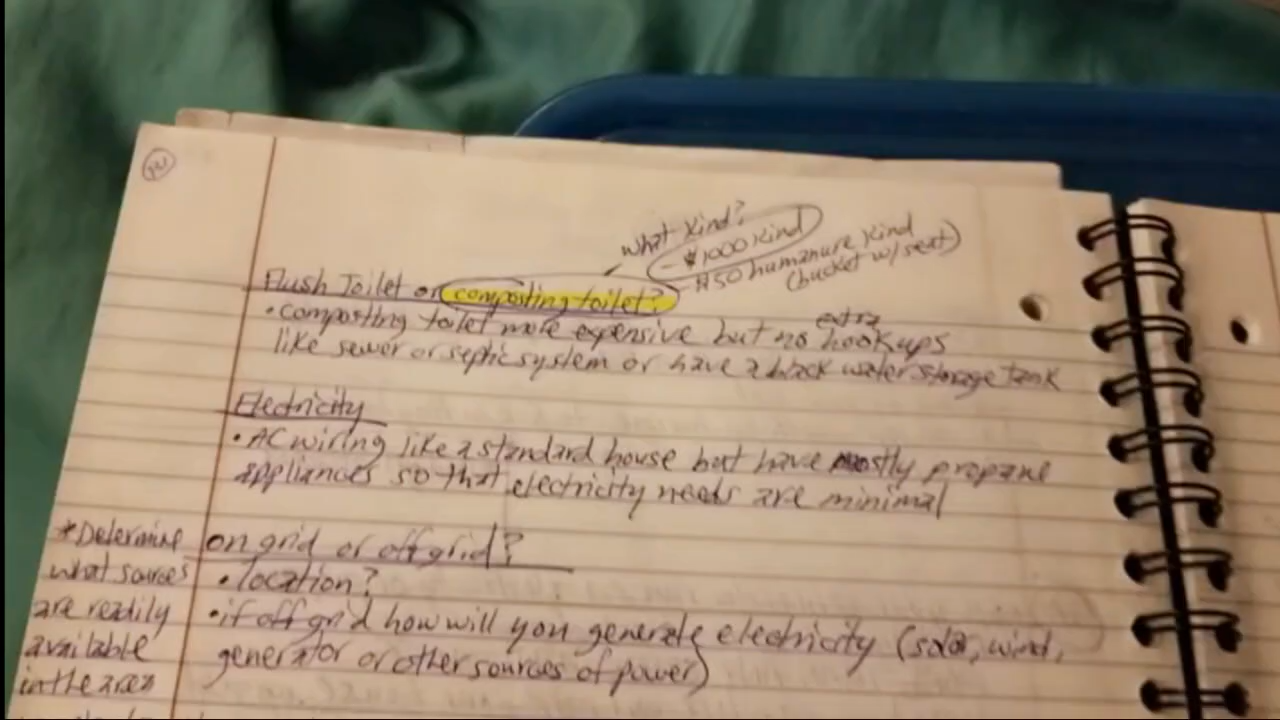 what kind?
- $1000 kind
- $50 humanure kind
(bucket w/seat)
Flush Toilet or composting toilet?
• composting toilet more expensive but no extra hookups
like sewer or septic system or have a black water storage tank
Electricity
• AC wiring like a standard house but have mostly propane
appliances so that electricity needs are minimal
on grid or off grid?
• location?
• if off grid how will you generate electricity (solar, wind,
generator or other sources of power)
*Determine
what sources
are readily
available
in the area